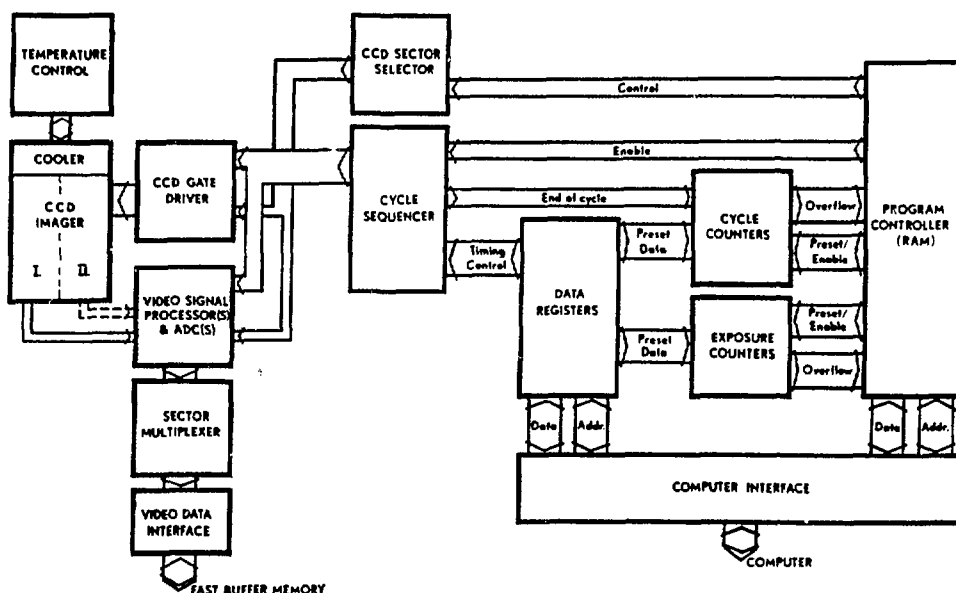 TEMPERATURE
CONTROL
CCD SECTOR
SELECTOR
Control
COOLER
CCD
IMAGER
I.
II.
CCD GATE
DRIVER
CYCLE
SEQUENCER
Enable
End of cycle
Timing
Control
DATA
REGISTERS
Preset
Data
Preset
Data
CYCLE
COUNTERS
Overflow
Preset/
Enable
EXPOSURE
COUNTERS
Preset/
Enable
Overflow
PROGRAM
CONTROLLER
(RAM)
VIDEO SIGNAL
PROCESSOR(S)
& ADC(S)
SECTOR
MULTIPLEXER
VIDEO DATA
INTERFACE
FAST BUFFER MEMORY
Data
Addr.
Data
Addr.
COMPUTER INTERFACE
COMPUTER